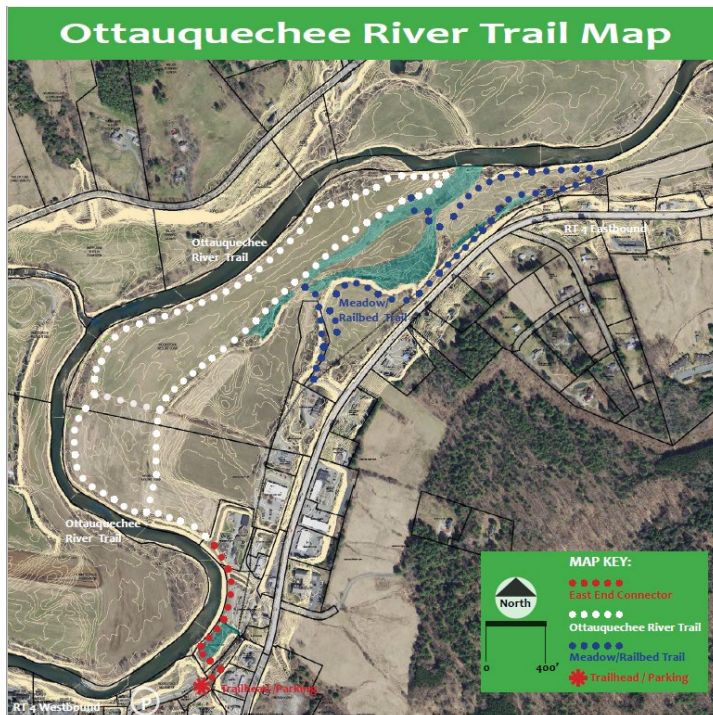 Ottauquechee River Trail Map
Ottauquechee
River Trail
RT 4 Eastbound
Meadow/
Railbed Trail
Ottauquechee
River Trail
MAP KEY:
East End Connector
Ottauquechee River Trail
Meadow/Railbed Trail
Trailhead / Parking
North
0 400'
Trailhead /Parking
RT 4 Westbound
P